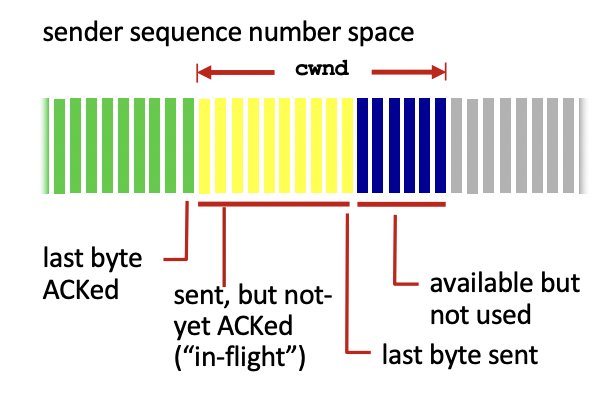 sender sequence number space
cwnd
last byte
ACKed
sent, but not-
yet ACKed
(“in-flight”)
available but
not used
last byte sent